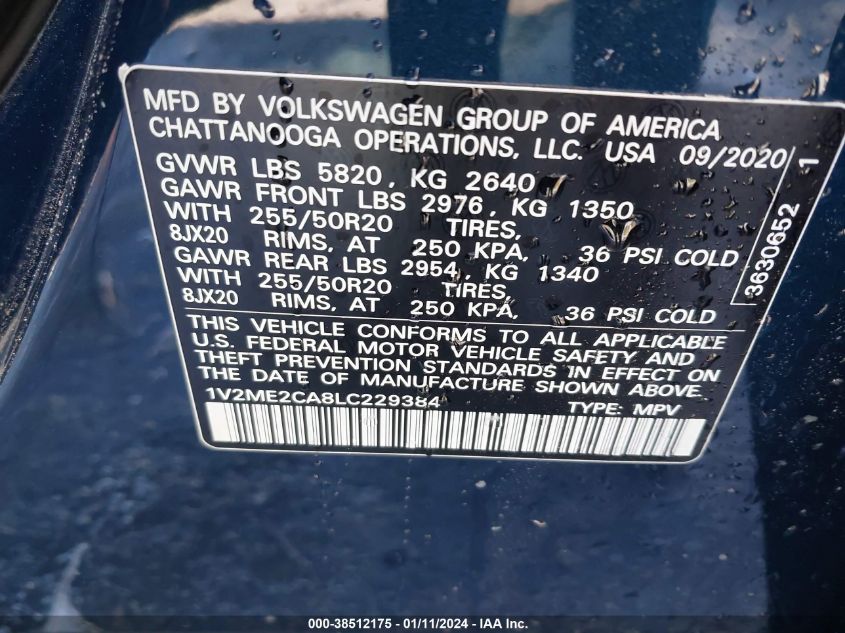 MFD BY VOLKSWAGEN GROUP OF AMERICA
CHATTANOOGA OPERATIONS, LLC. USA 09/2020
GVWR LBS 5820, KG 2640
GAWR FRONT LBS 2976, KG 1350
WITH 255/50R20 TIRES,
8JX20 RIMS, AT 250 KPA, 36 PSI COLD
GAWR REAR LBS 2954, KG 1340
WITH 255/50R20 TIRES,
8JX20 RIMS, AT 250 KPA, 36 PSI COLD
3630652 1
THIS VEHICLE CONFORMS TO ALL APPLICABLE
U.S. FEDERAL MOTOR VEHICLE SAFETY AND
THEFT PREVENTION STANDARDS IN EFFECT ON
THE DATE OF MANUFACTURE SHOWN ABOVE.
1V2ME2CA8LC229384 TYPE: MPV
000-38512175 - 01/11/2024 - IAA Inc.